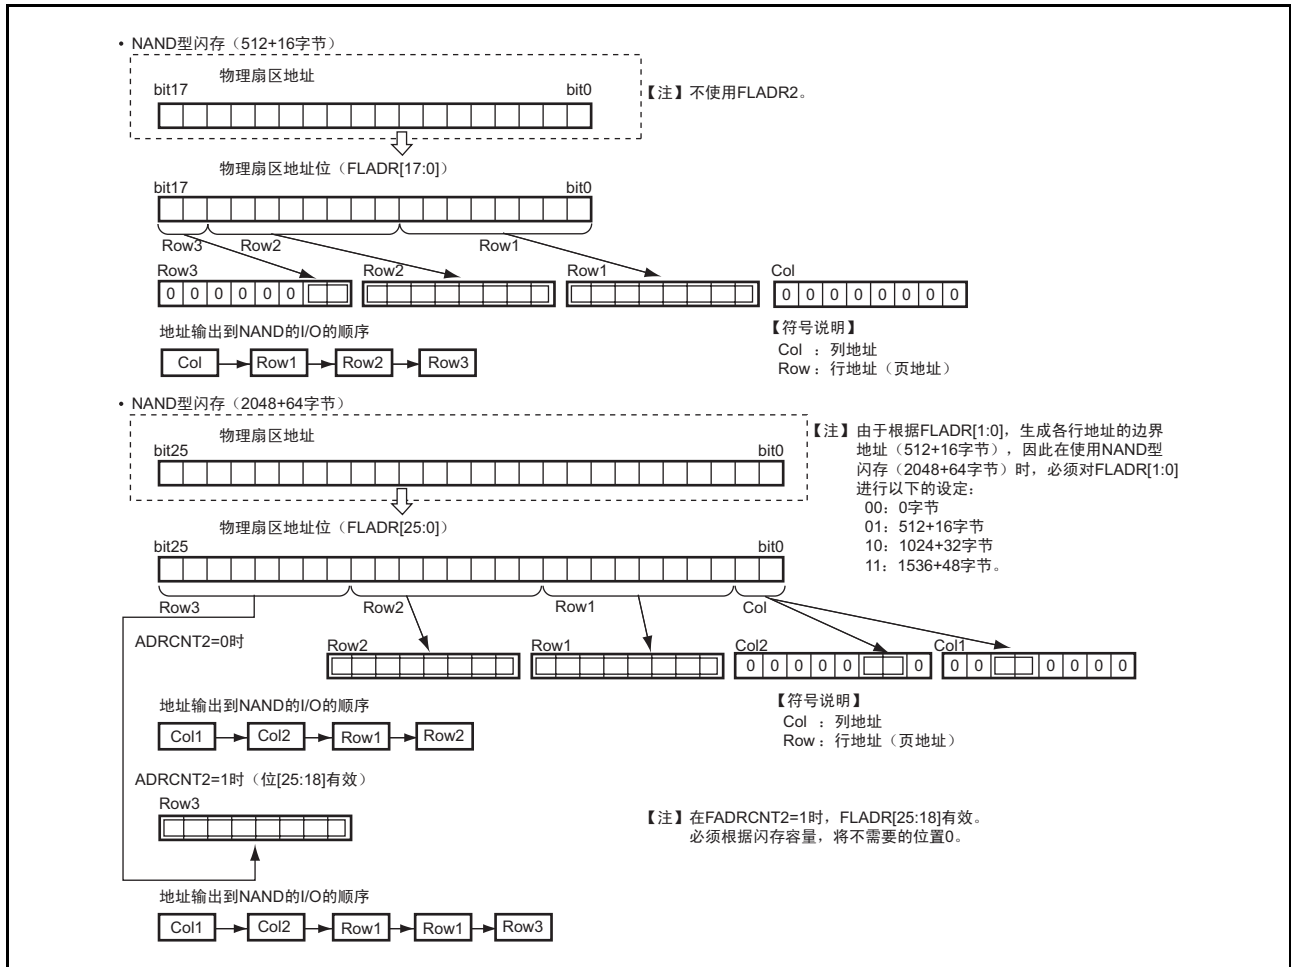 • NAND型闪存（512+16字节）
物理扇区地址
bit17 bit0
【注】不使用FLADR2。
物理扇区地址位（FLADR[17:0]）
bit17 bit0
Row3 Row2 Row1
Row3 Row2 Row1 Col
0 0 0 0 0 0 0 0 0 0 0 0 0 0
地址输出到NAND的I/O的顺序
Col Row1 Row2 Row3
【符号说明】
Col ：列地址
Row：行地址（页地址）
• NAND型闪存（2048+64字节）
物理扇区地址
bit25 bit0
【注】由于根据FLADR[1:0]，生成各行地址的边界
地址（512+16字节），因此在使用NAND型
闪存（2048+64字节）时，必须对FLADR[1:0]
进行以下的设定：
00：0字节
01：512+16字节
10：1024+32字节
11：1536+48字节。
物理扇区地址位（FLADR[25:0]）
bit25 bit0
Row3 Row2 Row1 Col
ADRCNT2=0时
Row2 Row1 Col2 Col1
0 0 0 0 0 0 0 0 0 0 0 0
地址输出到NAND的I/O的顺序
Col1 Col2 Row1 Row2
【符号说明】
Col ：列地址
Row：行地址（页地址）
ADRCNT2=1时（位[25:18]有效）
Row3
【注】在FADRCNT2=1时，FLADR[25:18]有效。
必须根据闪存容量，将不需要的位置0。
地址输出到NAND的I/O的顺序
Col1 Col2 Row1 Row1 Row3